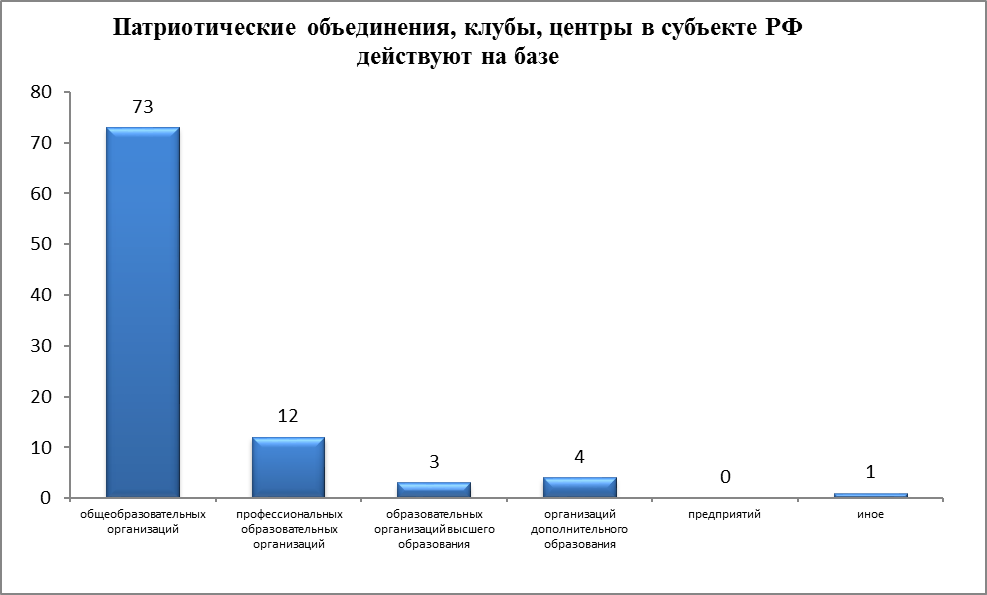 Патриотические объединения, клубы, центры в субъекте РФ
действуют на базе
80
70
60
50
40
30
20
10
0
73
12
3
4
0
1
общеобразовательных
организаций
профессиональных
образовательных
организаций
образовательных
организаций высшего
образования
организаций
дополнительного
образования
предприятий
иное